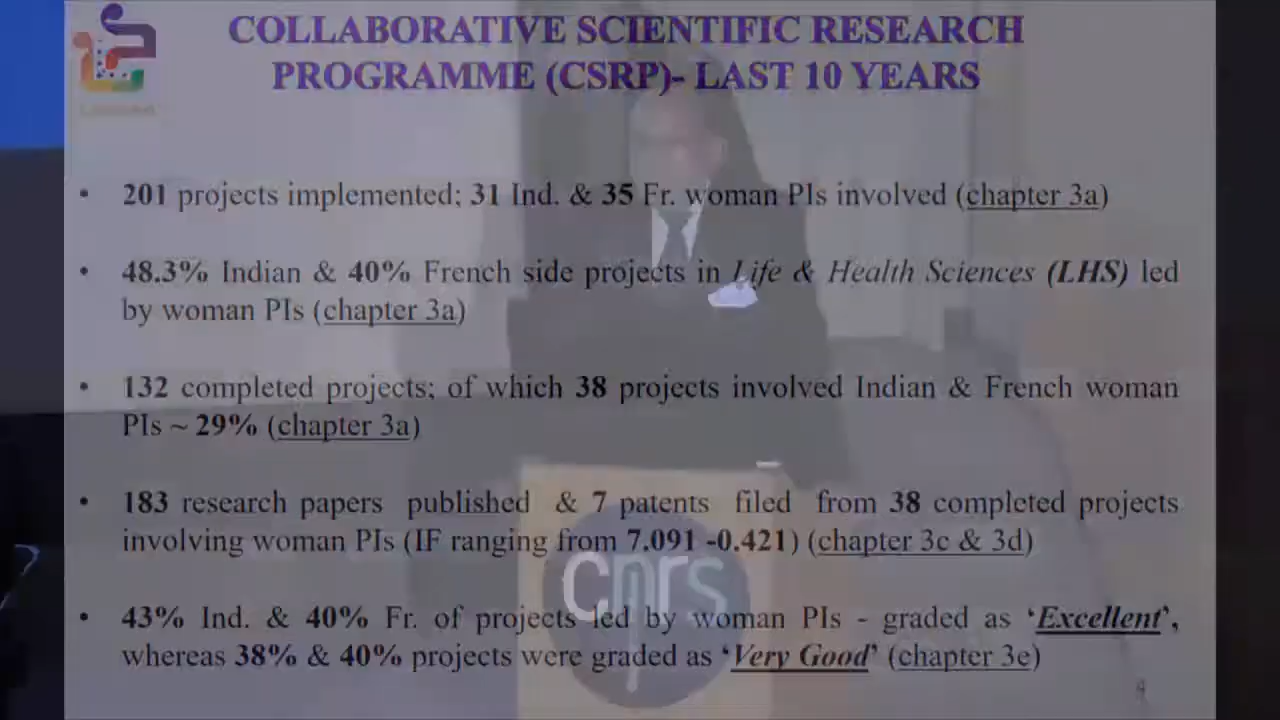 COLLABORATIVE SCIENTIFIC RESEARCH
PROGRAMME (CSRP)- LAST 10 YEARS
• 201 projects implemented; 31 Ind. & 35 Fr. woman PIs involved (chapter 3a)
• 48.3% Indian & 40% French side projects in Life & Health Sciences (LHS) led
by woman PIs (chapter 3a)
• 132 completed projects; of which 38 projects involved Indian & French woman
PIs ~ 29% (chapter 3a)
• 183 research papers published & 7 patents filed from 38 completed projects
involving woman PIs (IF ranging from 7.091 -0.421) (chapter 3c & 3d)
cnrs
• 43% Ind. & 40% Fr. of projects led by woman PIs - graded as ‘Excellent’,
whereas 38% & 40% projects were graded as ‘Very Good’ (chapter 3e)
4